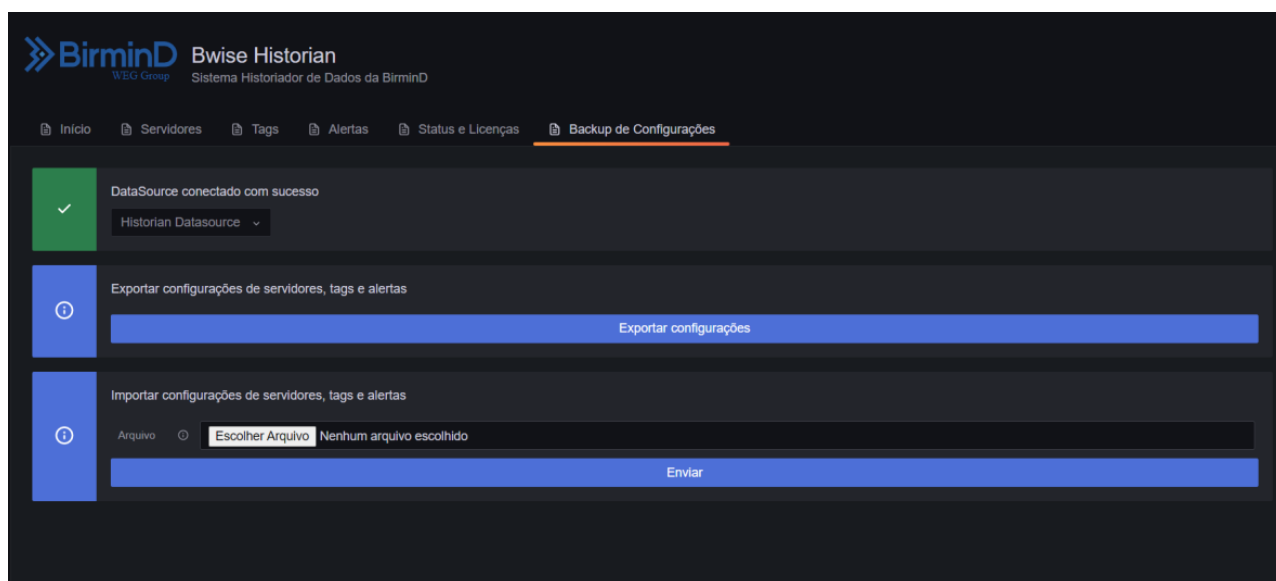 BirminD
WEG Group
Bwise Historian
Sistema Historiador de Dados da BirminD
Início Servidores Tags Alertas Status e Licenças Backup de Configurações
DataSource conectado com sucesso
Historian Datasource
Exportar configurações de servidores, tags e alertas
Exportar configurações
Importar configurações de servidores, tags e alertas
Arquivo Escolher Arquivo Nenhum arquivo escolhido
Enviar